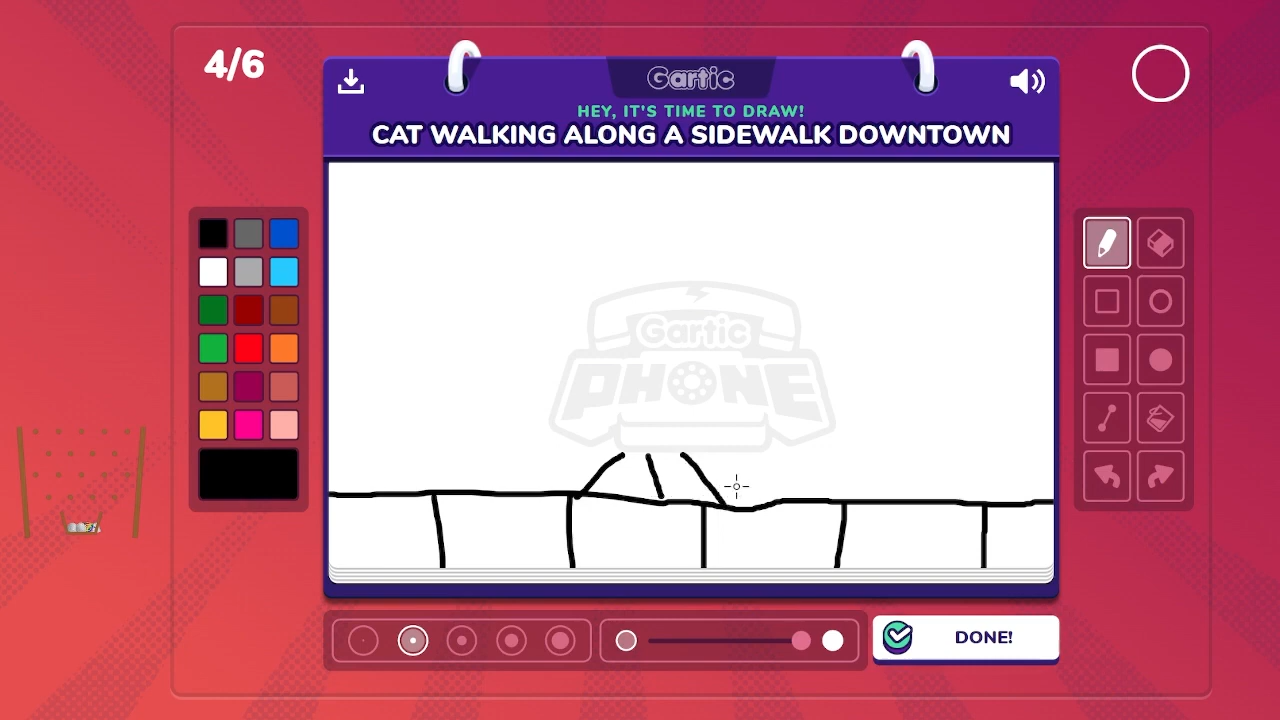 4/6
Gartic
HEY, IT'S TIME TO DRAW!
CAT WALKING ALONG A SIDEWALK DOWNTOWN
Gartic
PHONE
DONE!